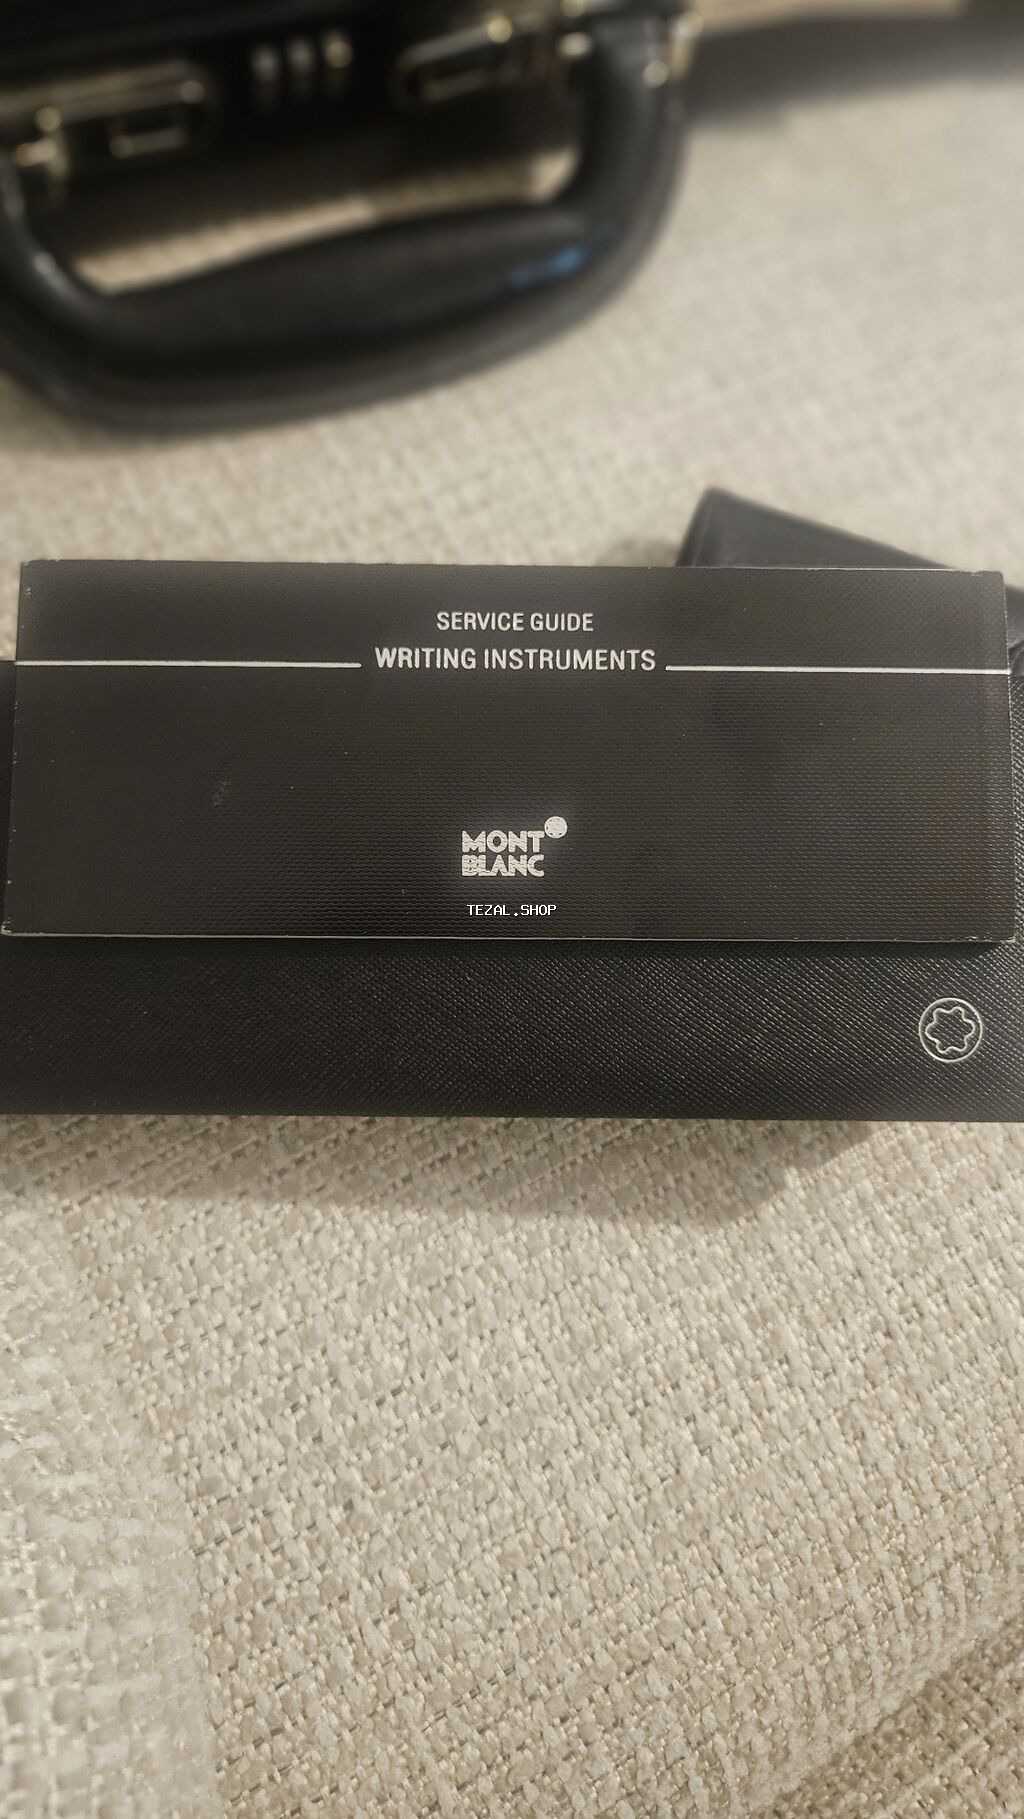 SERVICE GUIDE
WRITING INSTRUMENTS
MONT
BLANC
TEZAL.SHOP